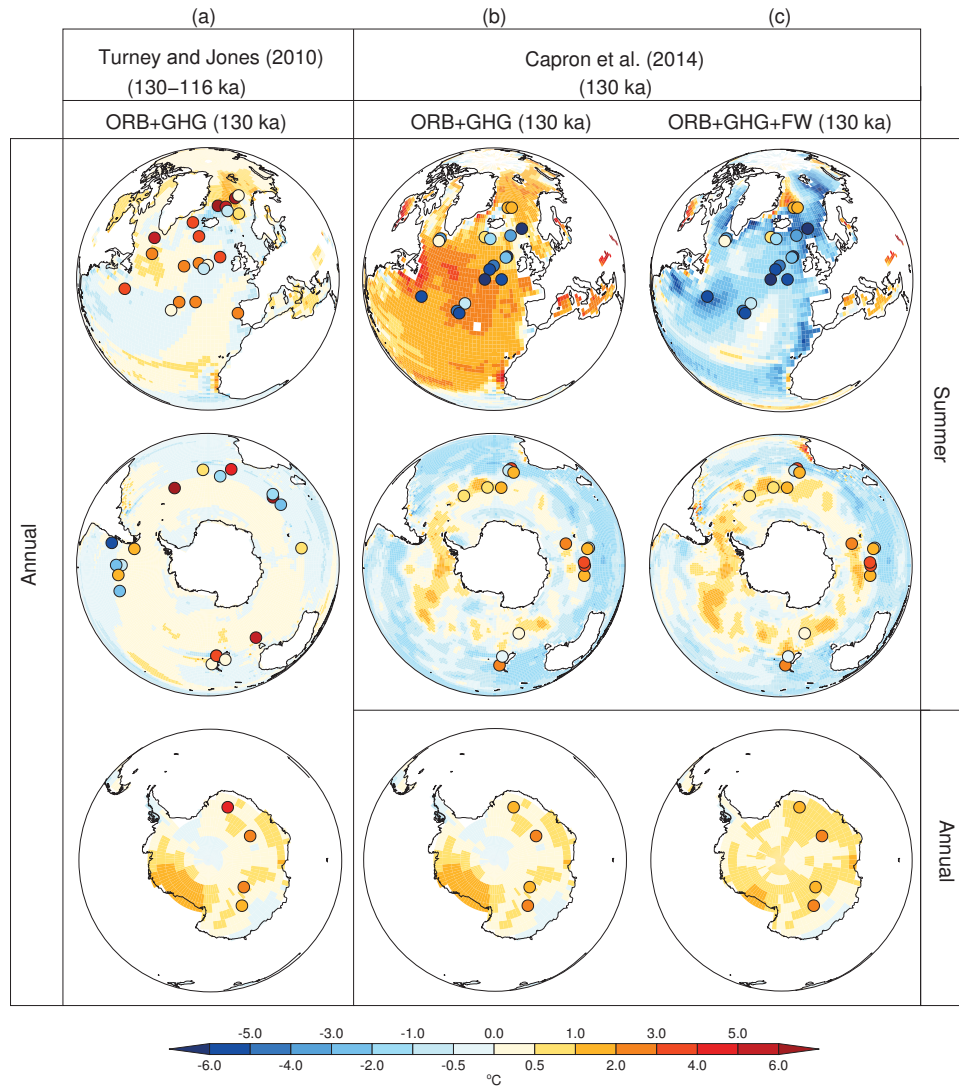 (a) (b) (c)
Turney and Jones (2010)
(130−116 ka)
Capron et al. (2014)
(130 ka)
ORB+GHG (130 ka) ORB+GHG (130 ka) ORB+GHG+FW (130 ka)
Annual
Summer
Annual
-5.0 -3.0 -1.0 0.0 1.0 3.0 5.0
-6.0 -4.0 -2.0 -0.5 0.5 2.0 4.0 6.0
°C